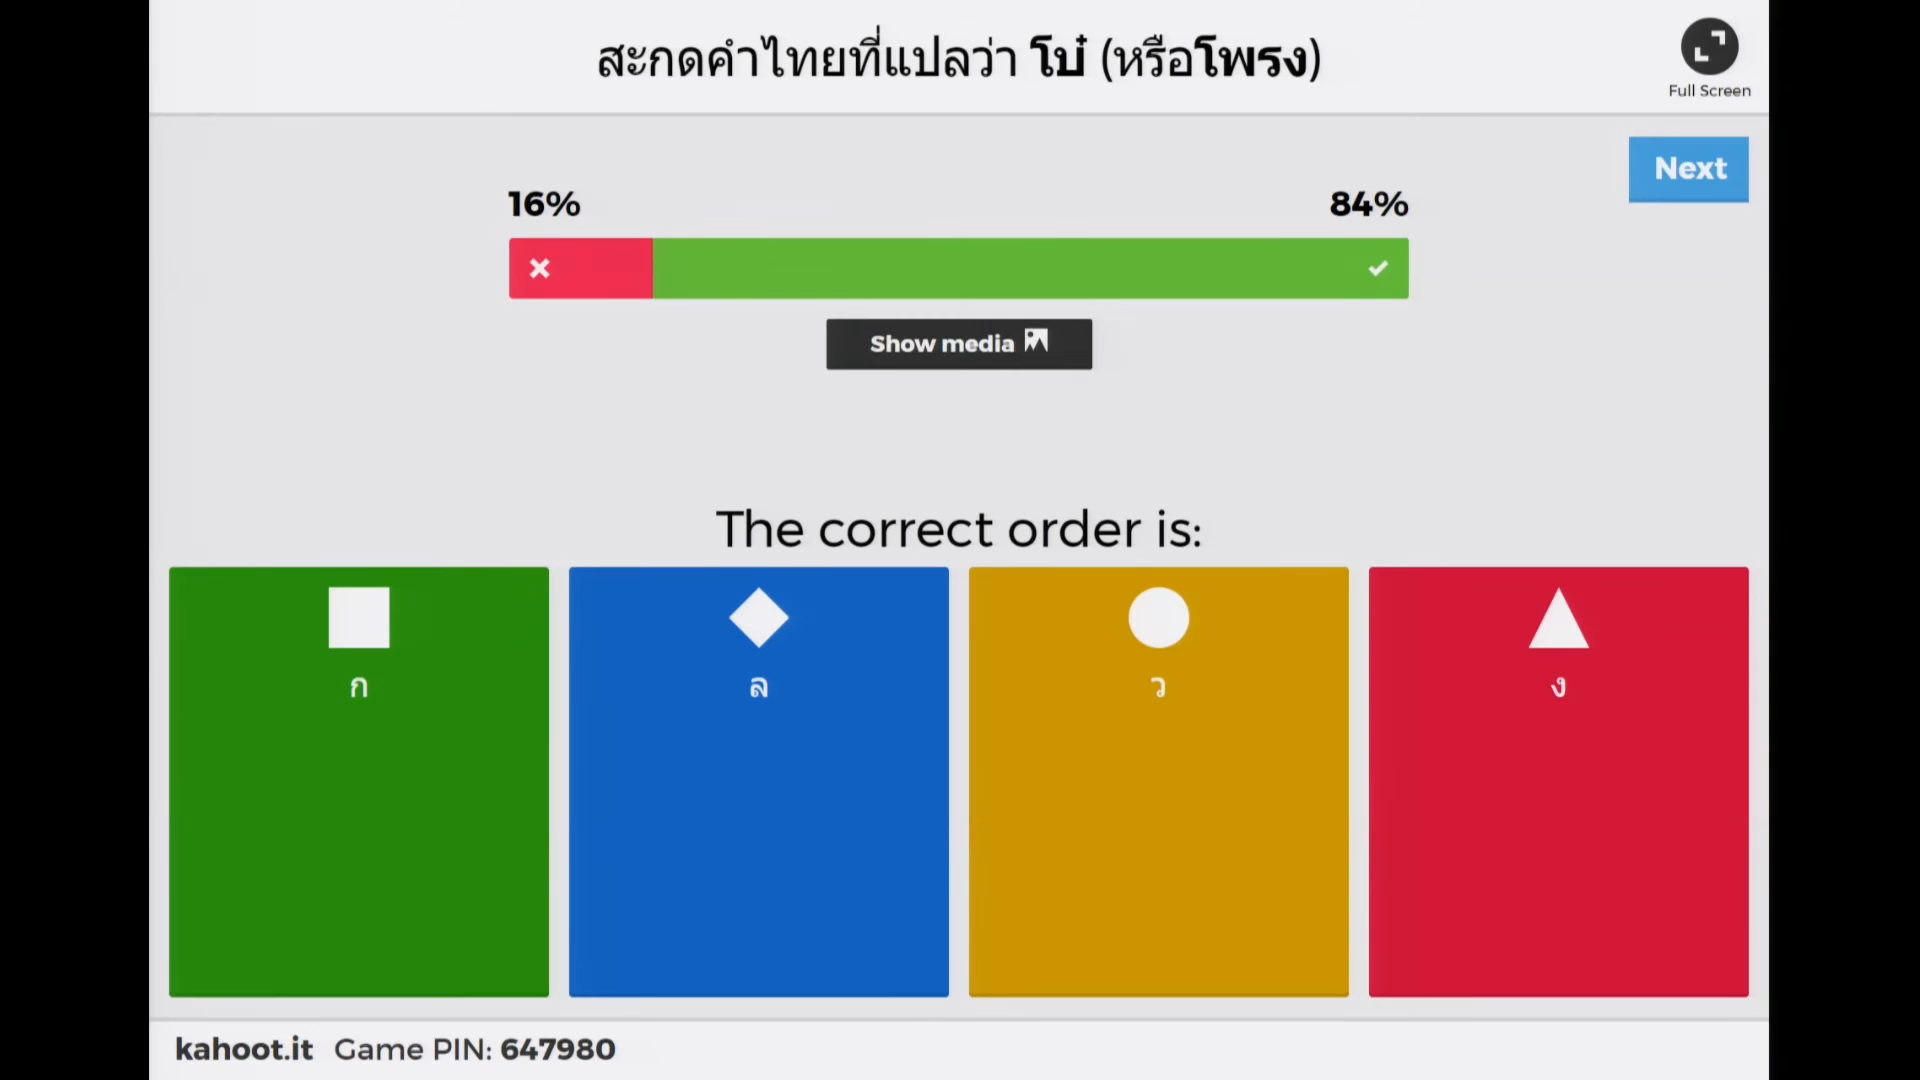 สะกดคำไทยที่แปลว่า โบ๋ (หรือโพรง)
Full Screen
Next
16% 84%
Show media
The correct order is:
ก ล ว ง
kahoot.it Game PIN: 647980